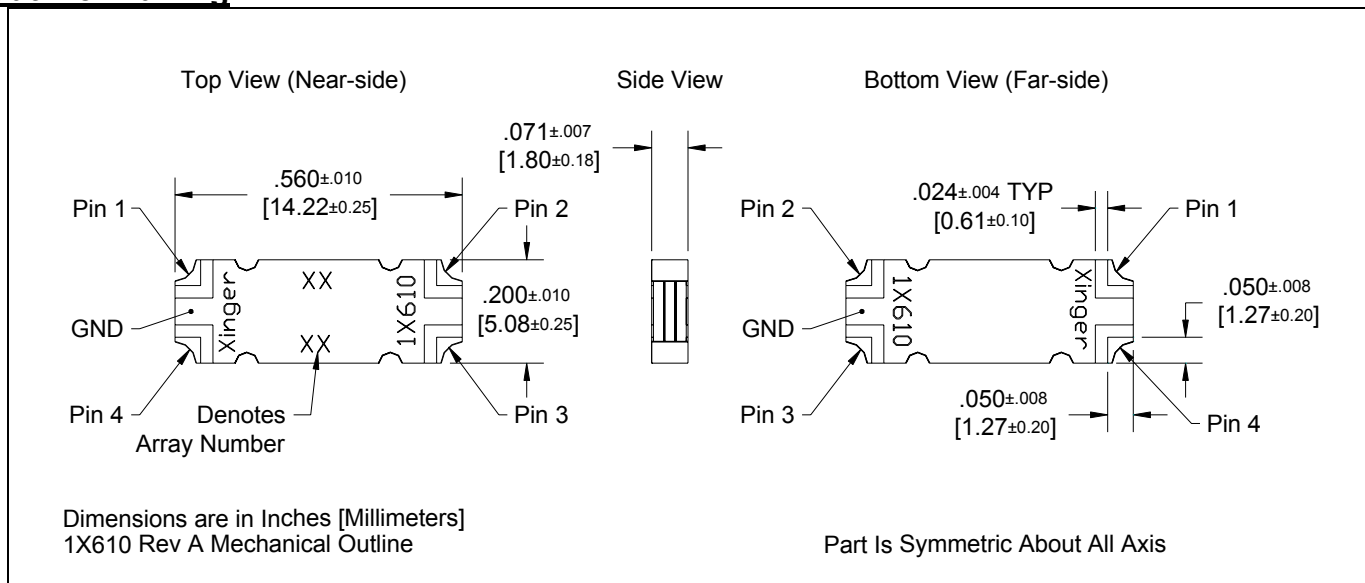 Top View (Near-side)
Side View
Bottom View (Far-side)
.071±.007
[1.80±0.18]
.560±.010
[14.22±0.25]
.024±.004 TYP
[0.61±0.10]
Pin 1
Pin 2
Pin 2
Pin 1
Xinger
XX
1X610
.200±.010
[5.08±0.25]
1X610
Xinger
.050±.008
[1.27±0.20]
GND
GND
XX
Pin 4
Denotes
Array Number
Pin 3
Pin 3
.050±.008
[1.27±0.20]
Pin 4
Dimensions are in Inches [Millimeters]
1X610 Rev A Mechanical Outline
Part Is Symmetric About All Axis